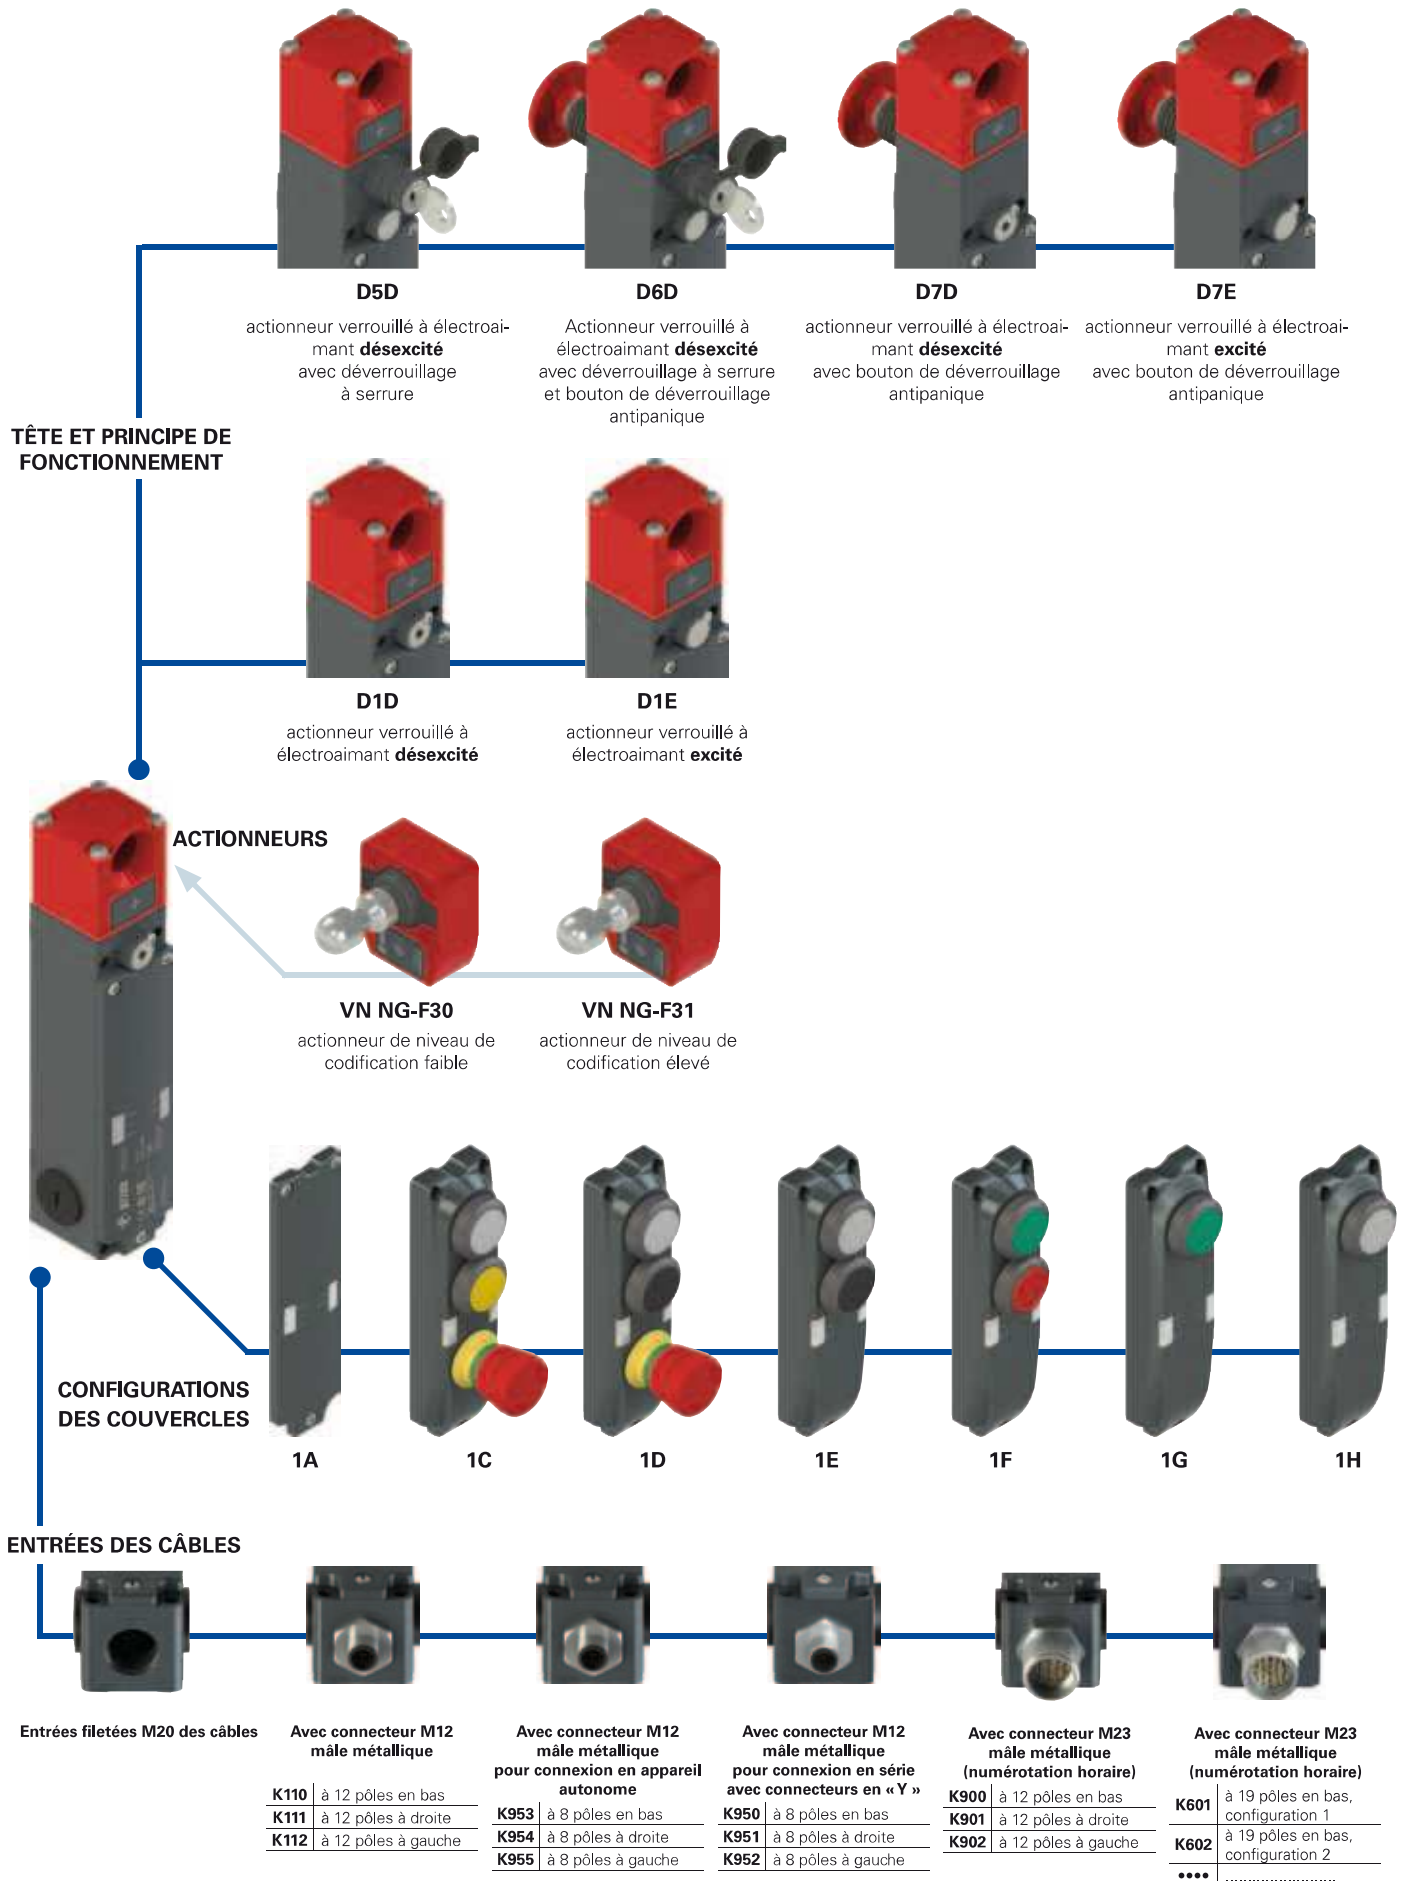 D5D
actionneur verrouillé à électroai-
mant désexcité
avec déverrouillage
à serrure
D6D
Actionneur verrouillé à
électroaimant désexcité
avec déverrouillage à serrure
et bouton de déverrouillage
antipanique
D7D
actionneur verrouillé à électroai-
mant désexcité
avec bouton de déverrouillage
antipanique
D7E
actionneur verrouillé à électroai-
mant excité
avec bouton de déverrouillage
antipanique
TÊTE ET PRINCIPE DE
FONCTIONNEMENT
D1D
actionneur verrouillé à
électroaimant désexcité
D1E
actionneur verrouillé à
électroaimant excité
ACTIONNEURS
VN NG-F30
actionneur de niveau de
codification faible
VN NG-F31
actionneur de niveau de
codification élevé
CONFIGURATIONS
DES COUVERCLES
1A
1C
1D
1E
1F
1G
1H
ENTRÉES DES CÂBLES
Entrées filetées M20 des câbles
Avec connecteur M12
mâle métallique
K110 à 12 pôles en bas
K111 à 12 pôles à droite
K112 à 12 pôles à gauche
Avec connecteur M12
mâle métallique
pour connexion en appareil
autonome
K953 à 8 pôles en bas
K954 à 8 pôles à droite
K955 à 8 pôles à gauche
Avec connecteur M12
mâle métallique
pour connexion en série
avec connecteurs en « Y »
K950 à 8 pôles en bas
K951 à 8 pôles à droite
K952 à 8 pôles à gauche
Avec connecteur M23
mâle métallique
(numérotation horaire)
K900 à 12 pôles en bas
K901 à 12 pôles à droite
K902 à 12 pôles à gauche
Avec connecteur M23
mâle métallique
(numérotation horaire)
K601 à 19 pôles en bas,
configuration 1
K602 à 19 pôles en bas,
configuration 2
•••• ............................